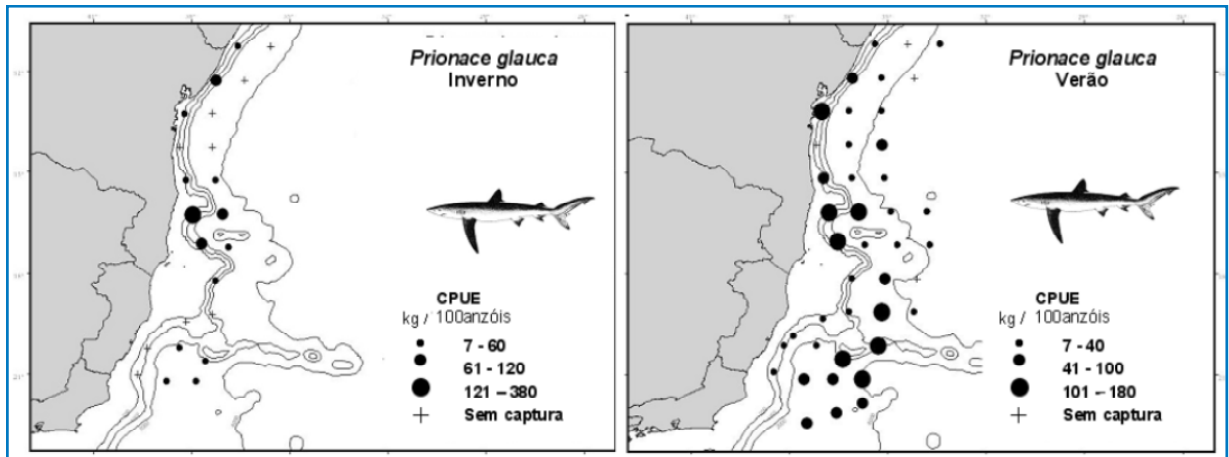 Prionace glauca
Inverno
CPUE
kg / 100anzóis
7 - 60
61 - 120
121 – 380
Sem captura
Prionace glauca
Verão
CPUE
kg / 100anzóis
7 - 40
41 - 100
101 – 180
Sem captura